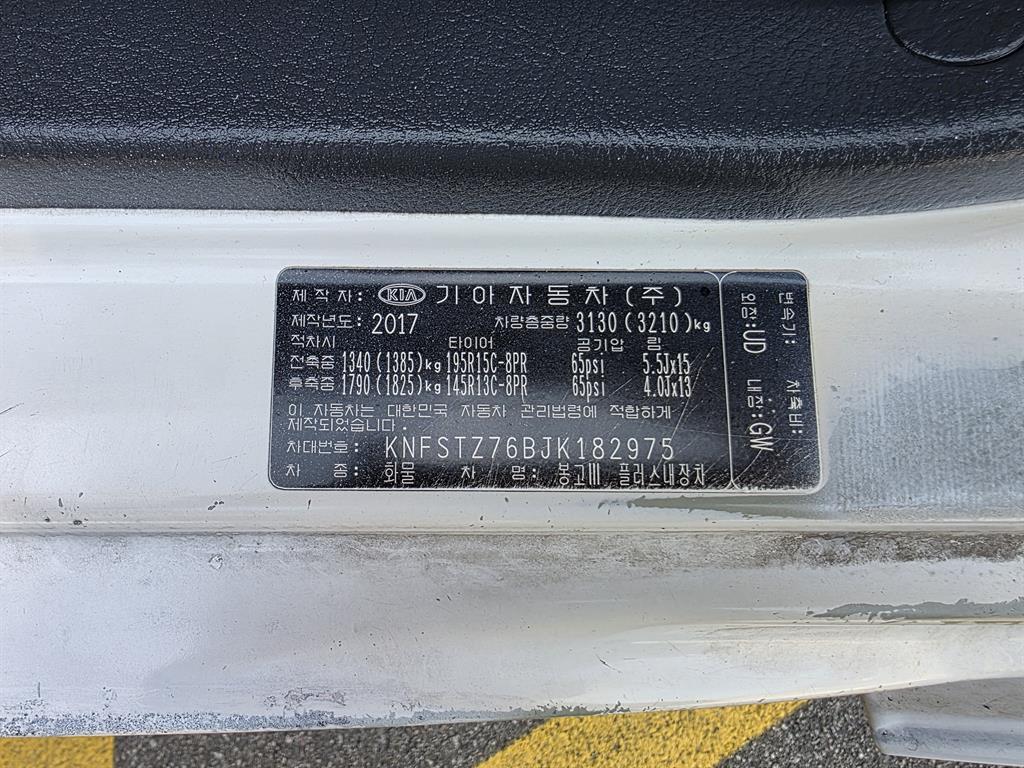 제 작 자: KIA 기아자동차(주)
제작년도: 2017 차량총중량 3130(3210)kg
적차시 타이어 공기압 림
전축중 1340(1385)kg 195R15C-8PR 65psi 5.5Jx15
후축중 1790(1825)kg 145R13C-8PR 65psi 4.0Jx13
이 자동차는 대한민국 자동차 관리법령에 적합하게
제작되었습니다.
차대번호: KNFSTZ76BJK182975
차 종: 화물 차 명: 봉고III 플러스내장차
변속기: 차축비:
외장:UD 내장:GW